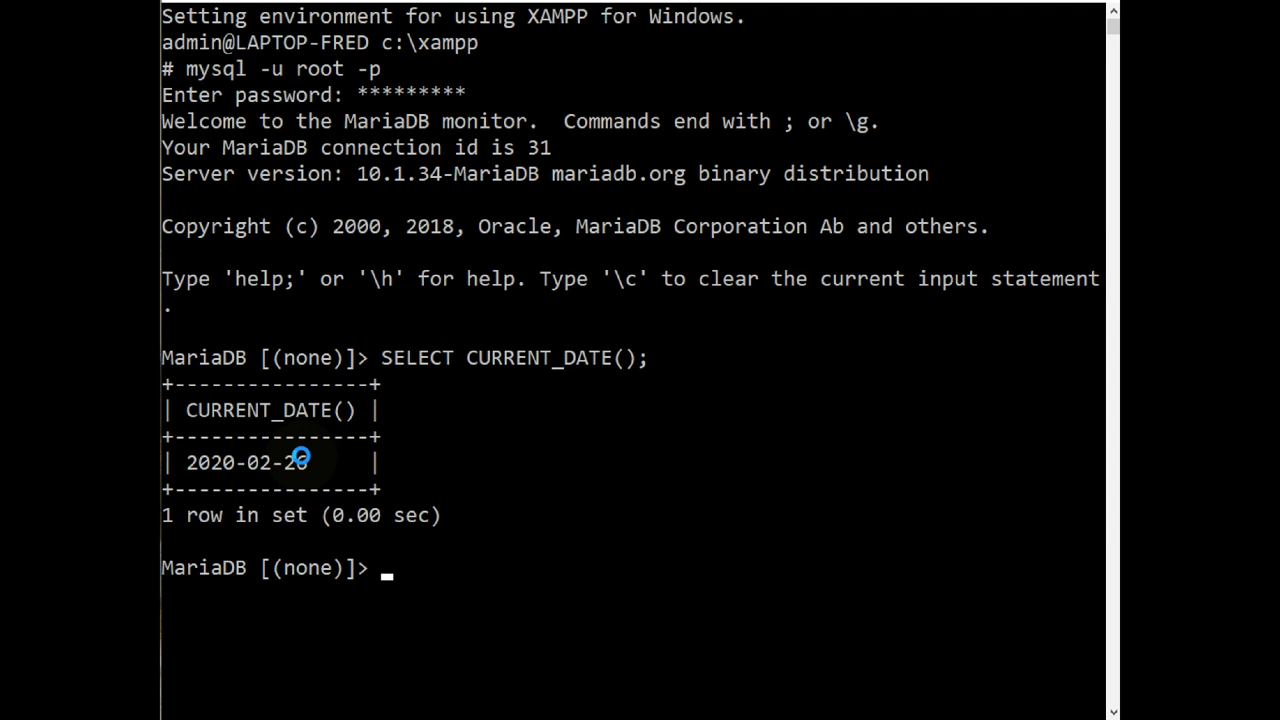 Setting environment for using XAMPP for Windows.
admin@LAPTOP-FRED c:\xampp
# mysql -u root -p
Enter password: *********
Welcome to the MariaDB monitor.  Commands end with ; or \g.
Your MariaDB connection id is 31
Server version: 10.1.34-MariaDB mariadb.org binary distribution
Copyright (c) 2000, 2018, Oracle, MariaDB Corporation Ab and others.
Type 'help;' or '\h' for help. Type '\c' to clear the current input statement
.
MariaDB [(none)]> SELECT CURRENT_DATE();
+----------------+
| CURRENT_DATE() |
+----------------+
| 2020-02-26     |
+----------------+
1 row in set (0.00 sec)
MariaDB [(none)]> _